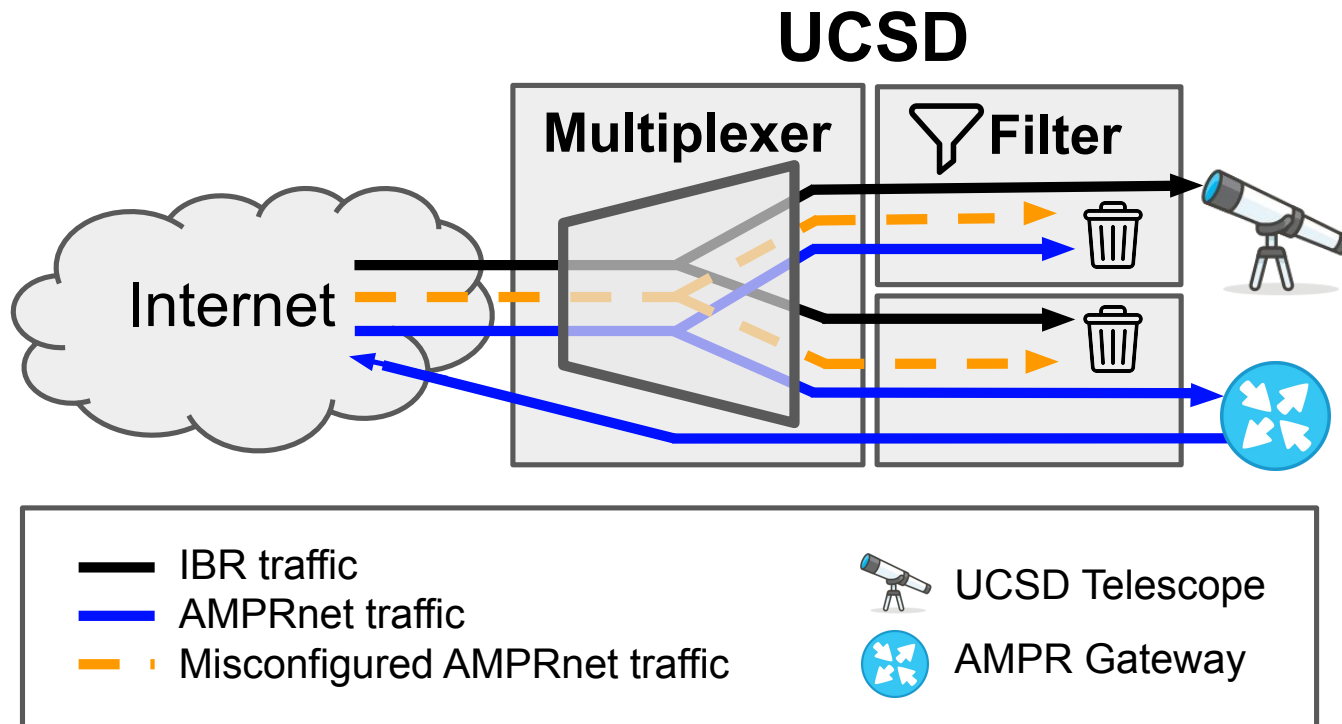 UCSD
Multiplexer
Filter
Internet
IBR traffic
AMPRnet traffic
Misconfigured AMPRnet traffic
UCSD Telescope
AMPR Gateway